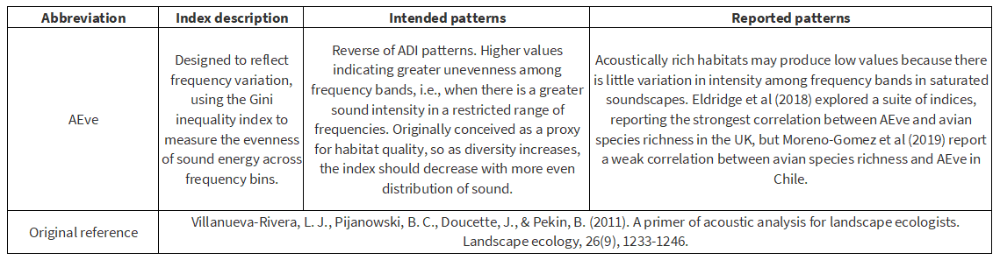 Abbreviation
Index description
Intended patterns
Reported patterns
AEve
Designed to reflect
frequency variation,
using the Gini
inequality index to
measure the evenness
of sound energy across
frequency bins.
Reverse of ADI patterns. Higher values
indicating greater unevenness among
frequency bands, i.e., when there is a greater
sound intensity in a restricted range of
frequencies. Originally conceived as a proxy
for habitat quality, so as diversity increases,
the index should decrease with more even
distribution of sound.
Acoustically rich habitats may produce low values because there
is little variation in intensity among frequency bands in saturated
soundscapes. Eldridge et al (2018) explored a suite of indices,
reporting the strongest correlation between AEve and avian
species richness in the UK, but Moreno-Gomez et al (2019) report
a weak correlation between avian species richness and AEve in
Chile.
Original reference
Villanueva-Rivera, L. J., Pijanowski, B. C., Doucette, J., & Pekin, B. (2011). A primer of acoustic analysis for landscape ecologists.
Landscape ecology, 26(9), 1233-1246.